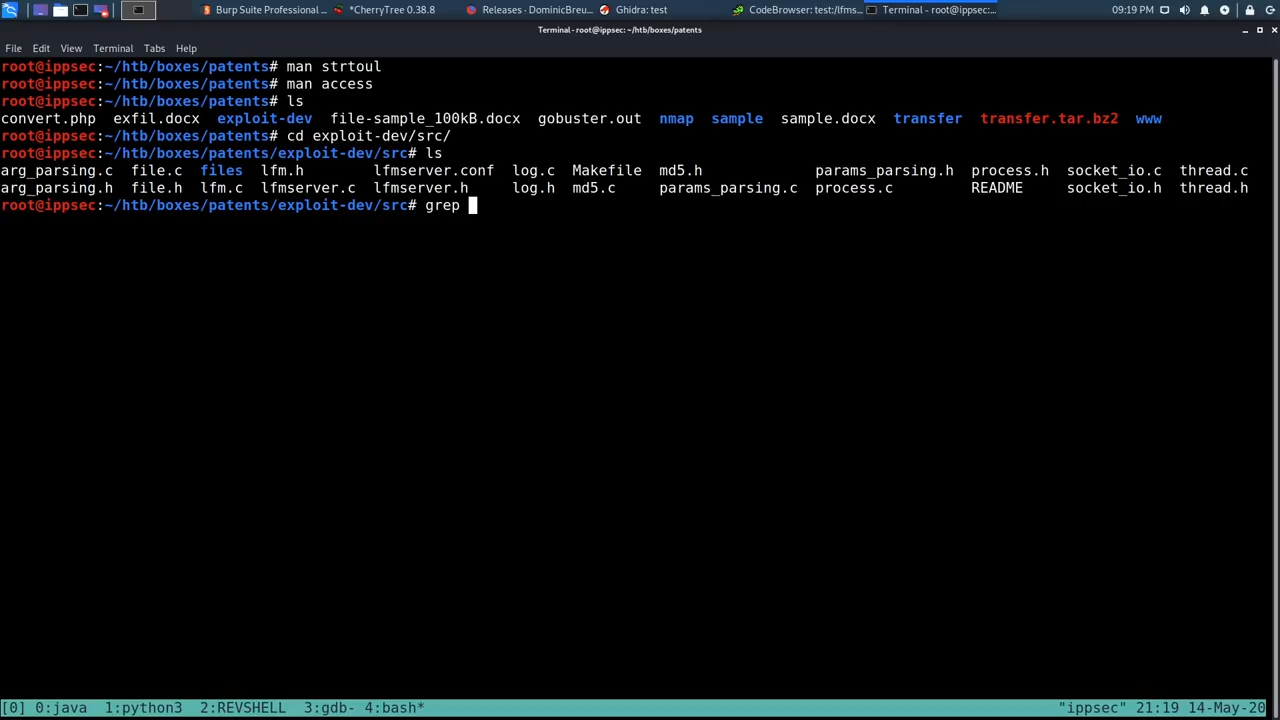 Burp Suite Professional ... *CherryTree 0.38.8 Releases · DominicBreu... Ghidra: test CodeBrowser: test:/lfms... Terminal - root@ippsec:... 09:19 PM
Terminal - root@ippsec: ~/htb/boxes/patents
File Edit View Terminal Tabs Help
root@ippsec:~/htb/boxes/patents# man strtoul
root@ippsec:~/htb/boxes/patents# man access
root@ippsec:~/htb/boxes/patents# ls
convert.php exfil.docx exploit-dev file-sample_100kB.docx gobuster.out nmap sample sample.docx transfer transfer.tar.bz2 www
root@ippsec:~/htb/boxes/patents# cd exploit-dev/src/
root@ippsec:~/htb/boxes/patents/exploit-dev/src# ls
arg_parsing.c file.c files lfm.h lfmserver.conf log.c Makefile md5.h params_parsing.h process.h socket_io.c thread.c
arg_parsing.h file.h lfm.c lfmserver.c lfmserver.h log.h md5.c params_parsing.c process.c README socket_io.h thread.h
root@ippsec:~/htb/boxes/patents/exploit-dev/src# grep
[0] 0:java 1:python3 2:REVSHELL 3:gdb- 4:bash* "ippsec" 21:19 14-May-20